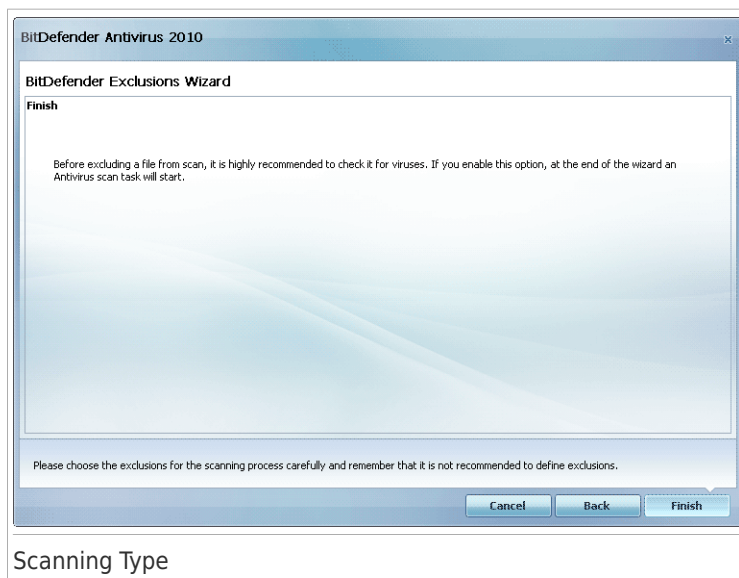 BitDefender Antivirus 2010
x
BitDefender Exclusions Wizard
Finish
Before excluding a file from scan, it is highly recommended to check it for viruses. If you enable this option, at the end of the wizard an
Antivirus scan task will start.
Please choose the exclusions for the scanning process carefully and remember that it is not recommended to define exclusions.
Cancel Back Finish
Scanning Type